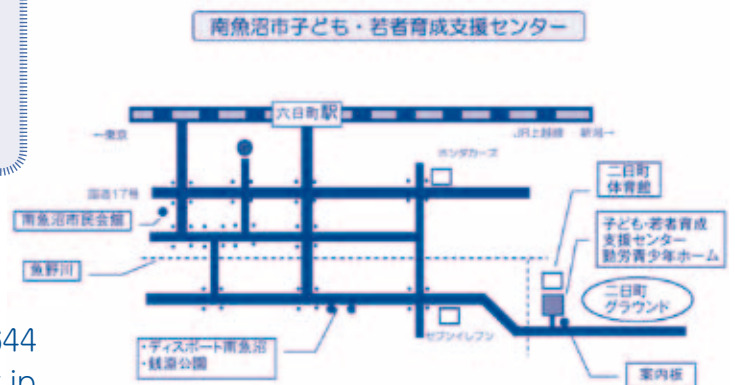 南魚沼市子ども・若者育成支援センター
六日町駅
←東京
JR上越線 新潟→
ホンダカーズ
国道17号
二日町
体育館
南魚沼市民会館
子ども・若者育成
支援センター
勤労青少年ホーム
魚野川
二日町
グラウンド
644
・ディスポート南魚沼
・銭淵公園
セブンイレブン
案内板
.jp